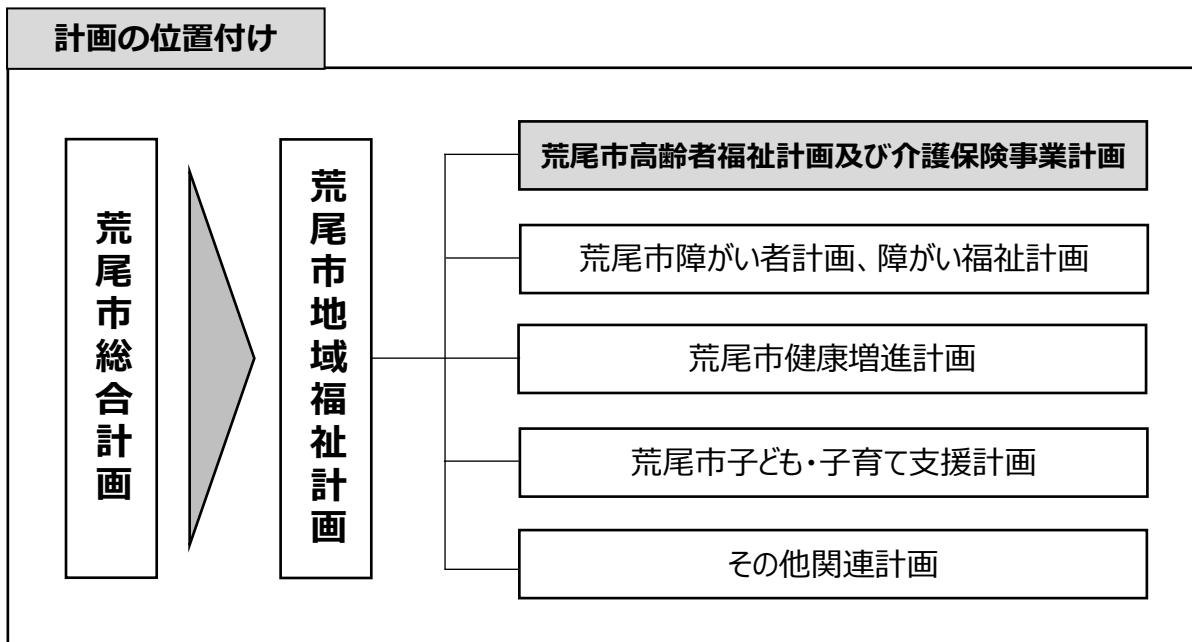 計画の位置付け
荒尾市総合計画
荒尾市地域福祉計画
荒尾市高齢者福祉計画及び介護保険事業計画
荒尾市障がい者計画、障がい福祉計画
荒尾市健康増進計画
荒尾市子ども・子育て支援計画
その他関連計画